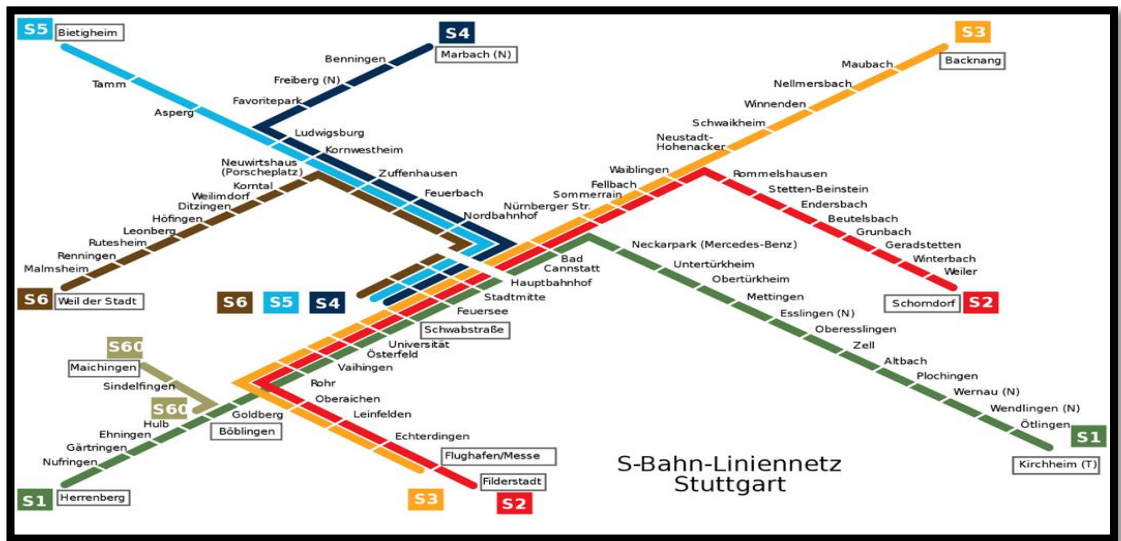 S5
Bietigheim
Tamm
Asperg
S4
Marbach (N)
Benningen
Freiberg (N)
Favoritepark
Ludwigsburg
Kornwestheim
Zuffenhausen
Feuerbach
Nordbahnhof
Neuwirtshaus
(Porscheplatz)
Korntal
Weilimdorf
Ditzingen
Höfingen
Leonberg
Rutesheim
Renningen
Malmsheim
S6
Weil der Stadt
S6
S5
S4
S3
Backnang
Maubach
Nellmersbach
Winnenden
Schwaikheim
Neustadt-
Hohenacker
Waiblingen
Fellbach
Sommerrain
Nürnberger Str.
Rommelshausen
Stetten-Beinstein
Endersbach
Beutelsbach
Grunbach
Geradstetten
Winterbach
Weiler
Schorndorf
S2
Bad
Cannstatt
Hauptbahnhof
Stadtmitte
Feuersee
Schwabstraße
Universität
Österfeld
Vaihingen
Rohr
Oberaichen
Leinfelden
Echterdingen
Flughafen/Messe
Filderstadt
S3
S2
Neckarpark (Mercedes-Benz)
Untertürkheim
Obertürkheim
Mettingen
Esslingen (N)
Oberesslingen
Zell
Altbach
Plochingen
Wernau (N)
Wendlingen (N)
Ötlingen
S1
Kirchheim (T)
S60
Maichingen
Sindelfingen
S60
Goldberg
Böblingen
Hulb
Ehningen
Gärtringen
Nufringen
S1
Herrenberg
S-Bahn-Liniennetz
Stuttgart